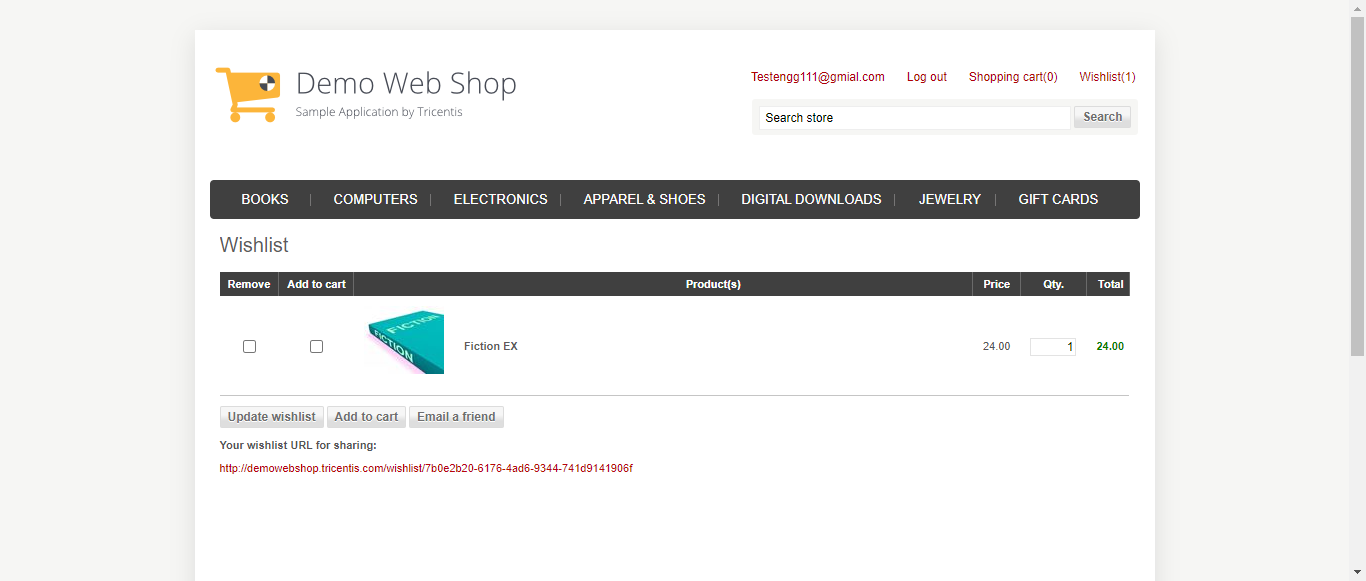 Demo Web Shop
Sample Application by Tricentis
Testengg111@gmial.com Log out Shopping cart(0) Wishlist(1)
Search store Search
BOOKS COMPUTERS ELECTRONICS APPAREL & SHOES DIGITAL DOWNLOADS JEWELRY GIFT CARDS
Wishlist
Remove Add to cart Product(s) Price Qty. Total
FICTION
FICTION
Fiction EX 24.00 1 24.00
Update wishlist Add to cart Email a friend
Your wishlist URL for sharing:
http://demowebshop.tricentis.com/wishlist/7b0e2b20-6176-4ad6-9344-741d9141906f